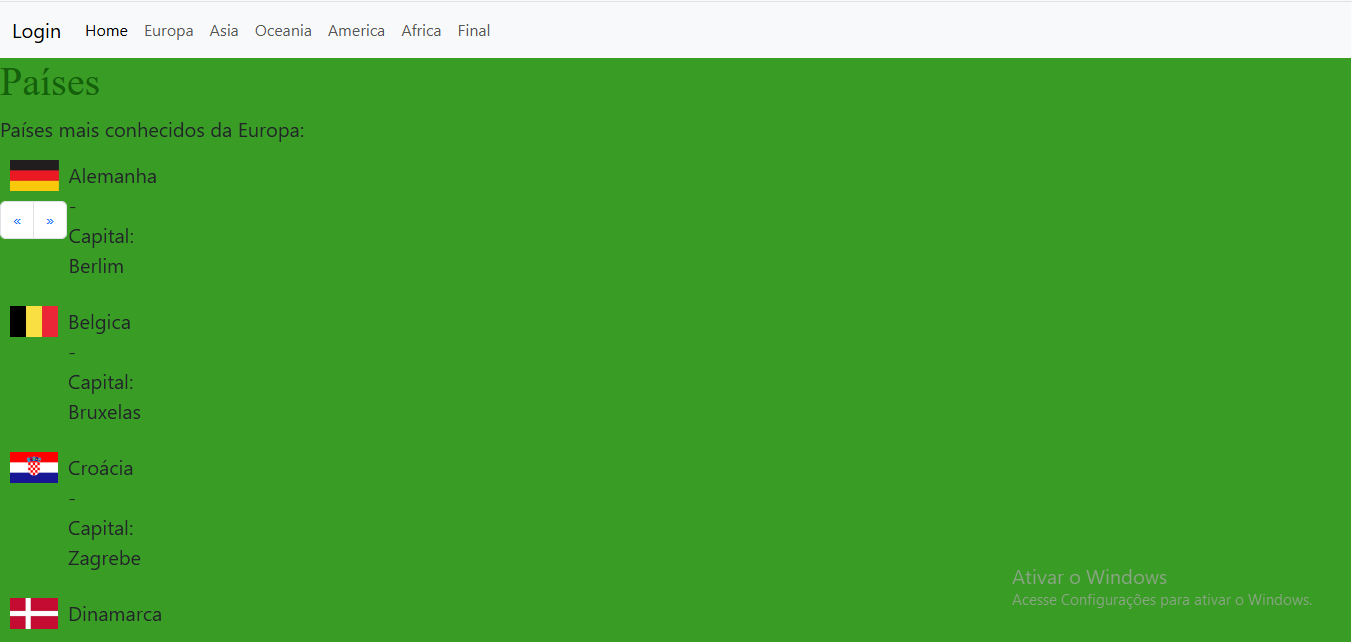 Login Home Europa Asia Oceania America Africa Final
Países
Países mais conhecidos da Europa:
Alemanha
-
« »
Capital:
Berlim
Belgica
-
Capital:
Bruxelas
Croácia
-
Capital:
Zagrebe
Dinamarca
Ativar o Windows
Acesse Configurações para ativar o Windows.